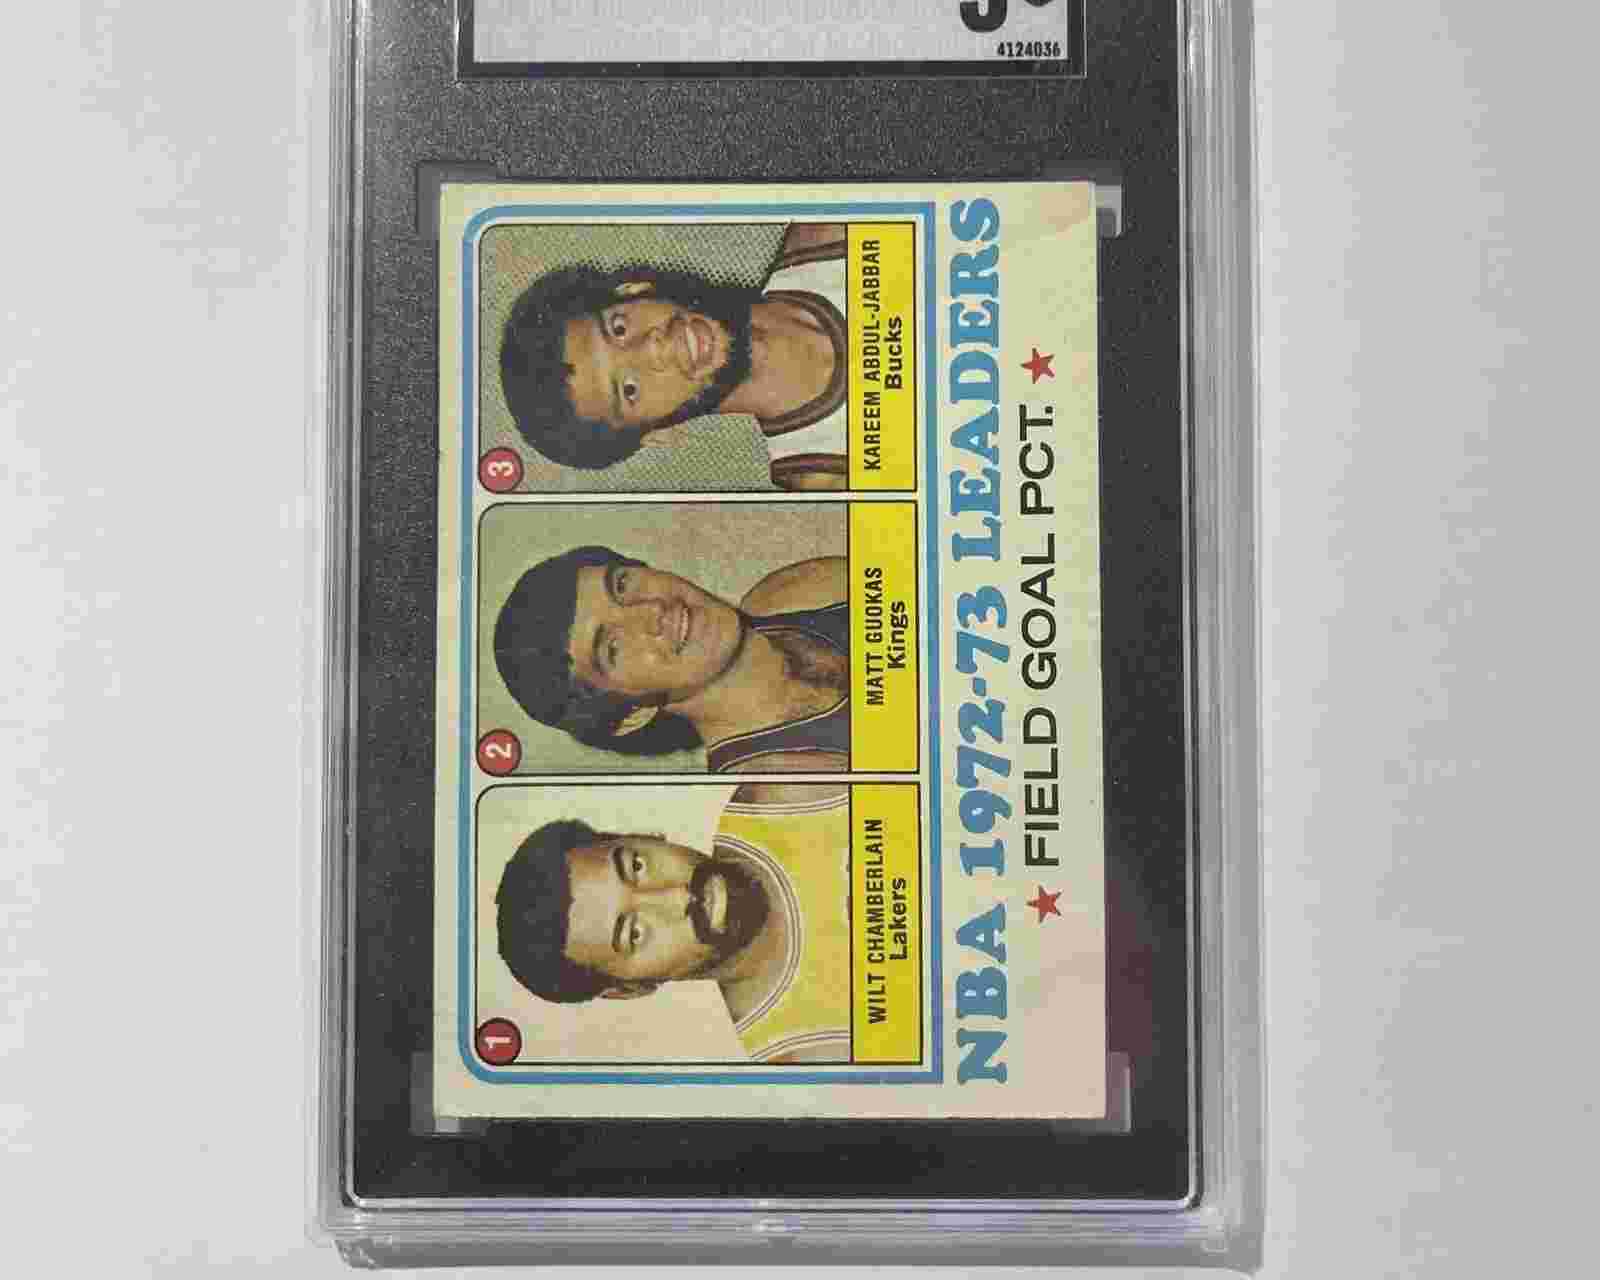 4124036
1
WILT CHAMBERLAIN
Lakers
2
MATT GUOKAS
Kings
3
KAREEM ABDUL-JABBAR
Bucks
NBA 1972-73 LEADERS
★ FIELD GOAL PCT. ★